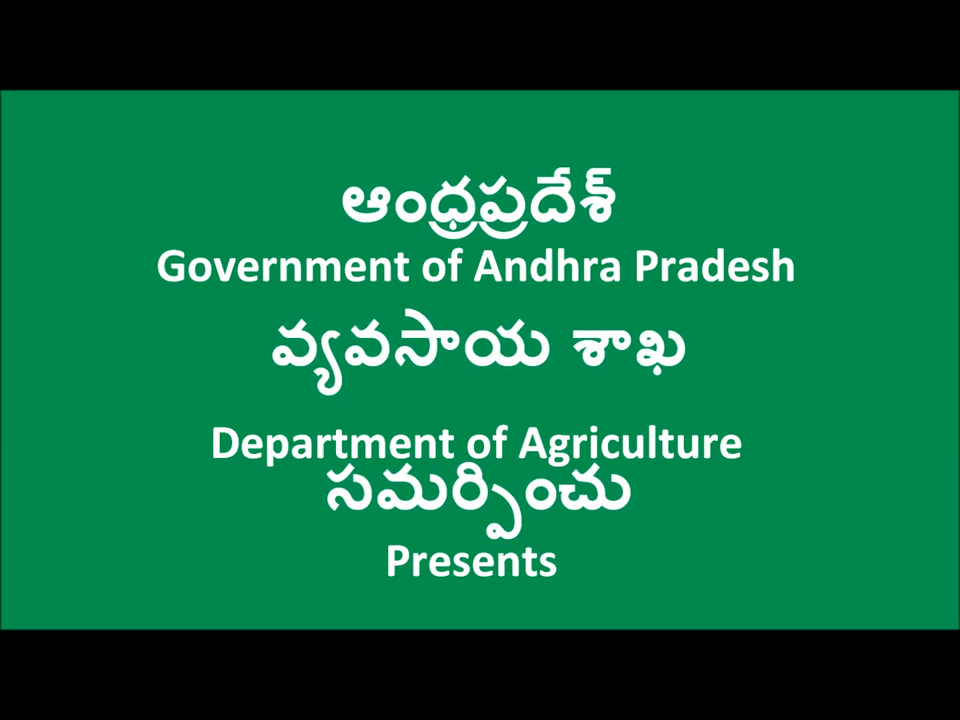 ఆంధ్రప్రదేశ్
Government of Andhra Pradesh
వ్యవసాయ శాఖ
Department of Agriculture
సమర్పించు
Presents